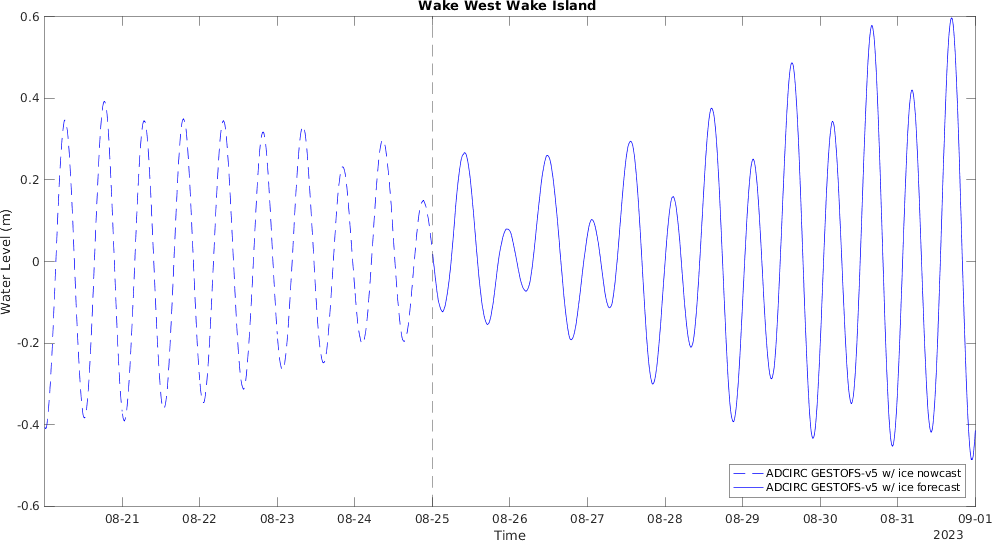 Wake West Wake Island
Water Level (m)
0.6
0.4
0.2
0
-0.2
-0.4
-0.6
ADCIRC GESTOFS-v5 w/ ice nowcast
ADCIRC GESTOFS-v5 w/ ice forecast
08-21 08-22 08-23 08-24 08-25 08-26 08-27 08-28 08-29 08-30 08-31 09-01
Time
2023